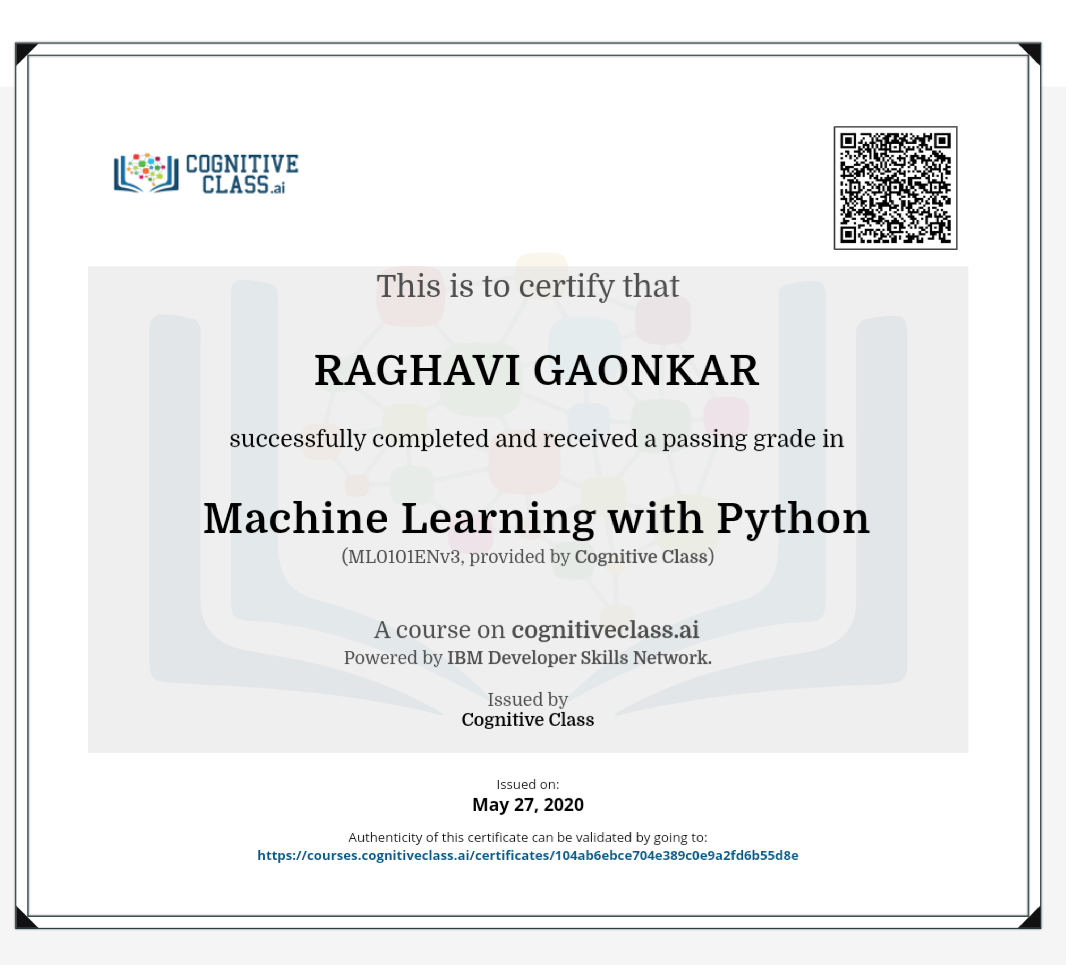 COGNITIVE
CLASS.ai
This is to certify that
RAGHAVI GAONKAR
successfully completed and received a passing grade in
Machine Learning with Python
(ML0101ENv3, provided by Cognitive Class)
A course on cognitiveclass.ai
Powered by IBM Developer Skills Network.
Issued by
Cognitive Class
Issued on:
May 27, 2020
Authenticity of this certificate can be validated by going to:
https://courses.cognitiveclass.ai/certificates/104ab6ebce704e389c0e9a2fd6b55d8e